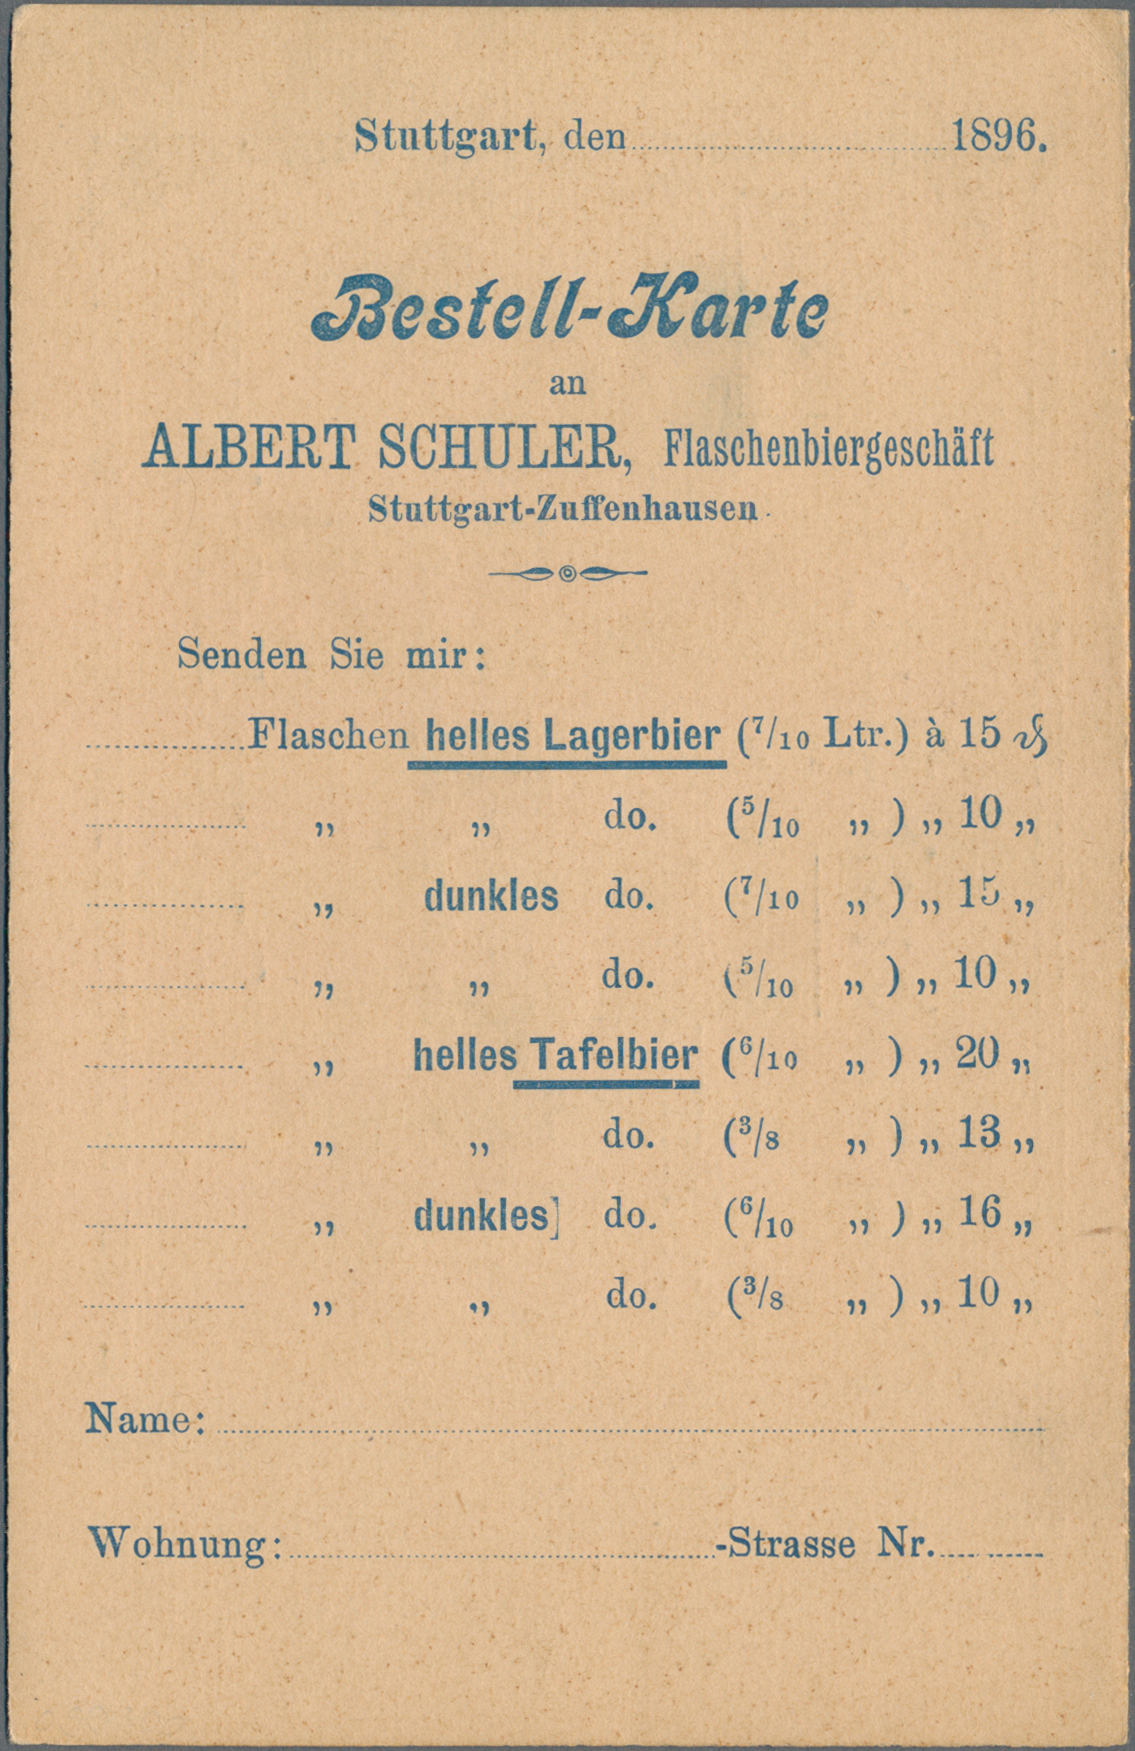 Stuttgart, den 1896.
Bestell-Karte
an
ALBERT SCHULER, Flaschenbiergeschäft
Stuttgart-Zuffenhausen
Senden Sie mir:
Flaschen helles Lagerbier (7/10 Ltr.) à 15 ₰
„ „ do. (5/10 „ ) „ 10 „
„ dunkles do. (7/10 „ ) „ 15 „
„ „ do. (5/10 „ ) „ 10 „
„ helles Tafelbier (6/10 „ ) „ 20 „
„ „ do. (3/8 „ ) „ 13 „
„ dunkles] do. (6/10 „ ) „ 16 „
„ „ do. (3/8 „ ) „ 10 „
Name:
Wohnung: -Strasse Nr.